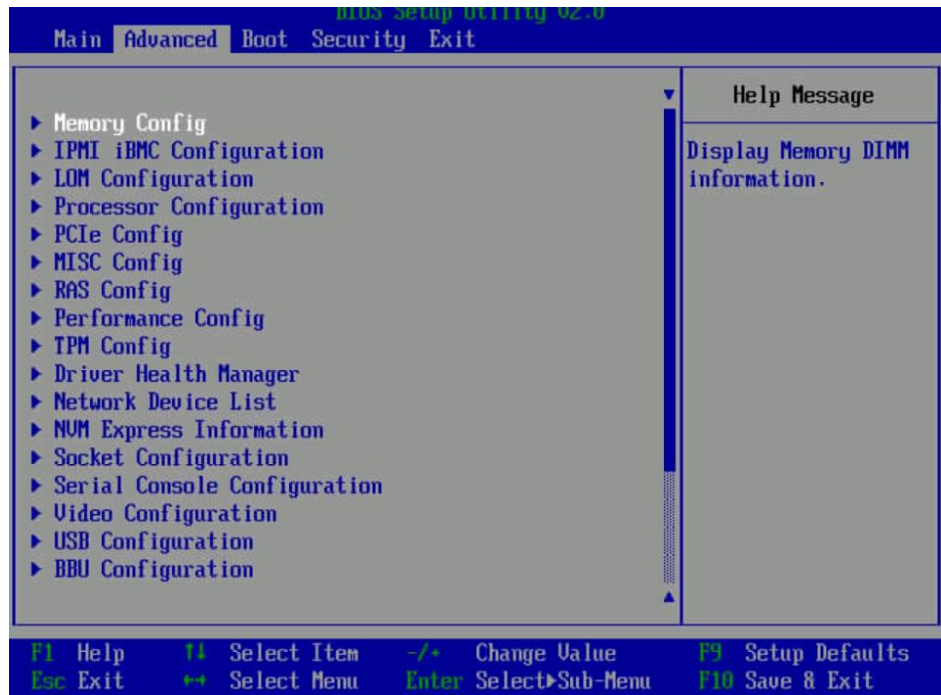 BIOS Setup Utility V2.0
Main Advanced Boot Security Exit
Help Message
Memory Config
IPMI iBMC Configuration
LOM Configuration
Processor Configuration
PCIe Config
MISC Config
RAS Config
Performance Config
TPM Config
Driver Health Manager
Network Device List
NVM Express Information
Socket Configuration
Serial Console Configuration
Video Configuration
USB Configuration
BBU Configuration
Display Memory DIMM
information.
F1 Help ↑↓ Select Item -/+ Change Value F9 Setup Defaults
Esc Exit ←→ Select Menu Enter Select▶Sub-Menu F10 Save & Exit